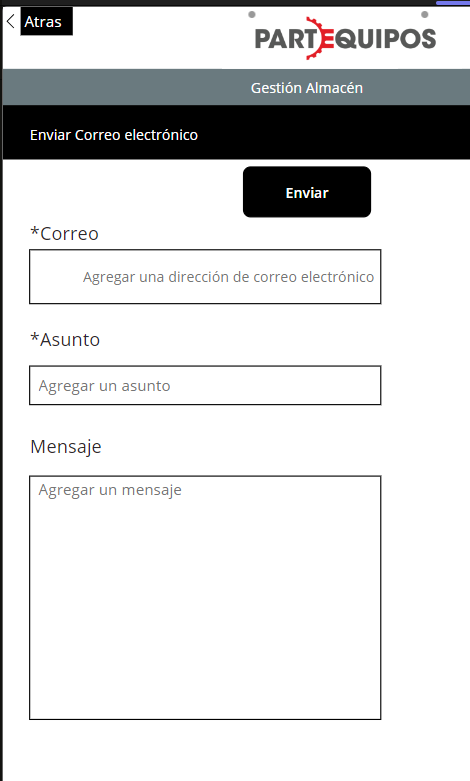 Atras
PARTEQUIPOS
Gestión Almacén
Enviar Correo electrónico
Enviar
*Correo
Agregar una dirección de correo electrónico
*Asunto
Agregar un asunto
Mensaje
Agregar un mensaje